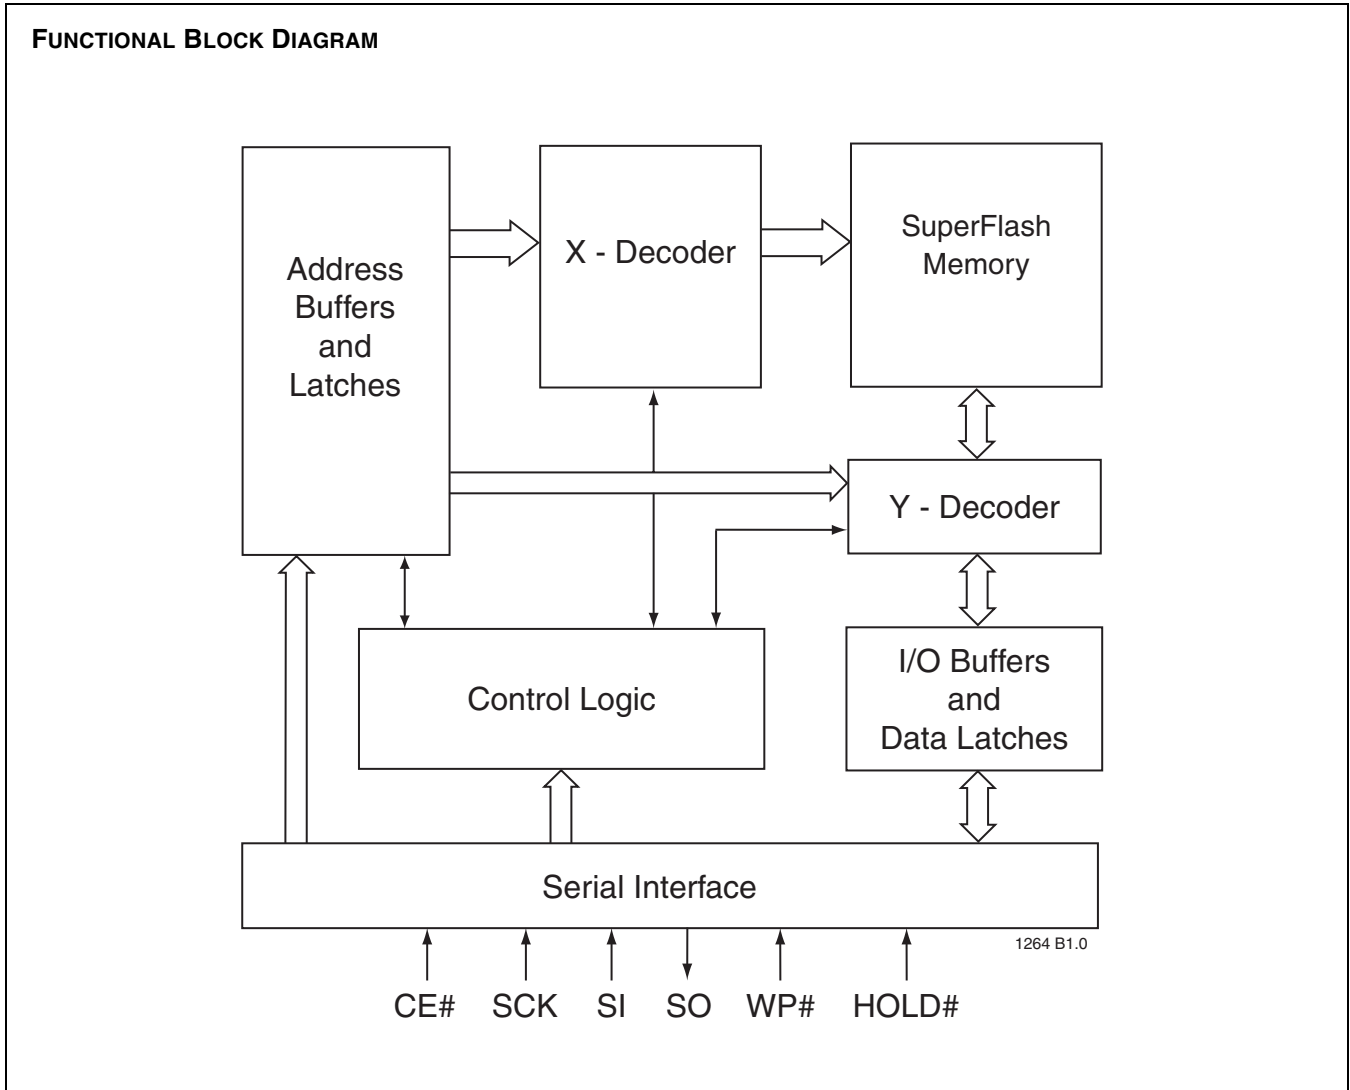 FUNCTIONAL BLOCK DIAGRAM
Address
Buffers
and
Latches
X - Decoder
SuperFlash
Memory
Y - Decoder
Control Logic
I/O Buffers
and
Data Latches
Serial Interface
1264 B1.0
CE# SCK SI SO WP# HOLD#